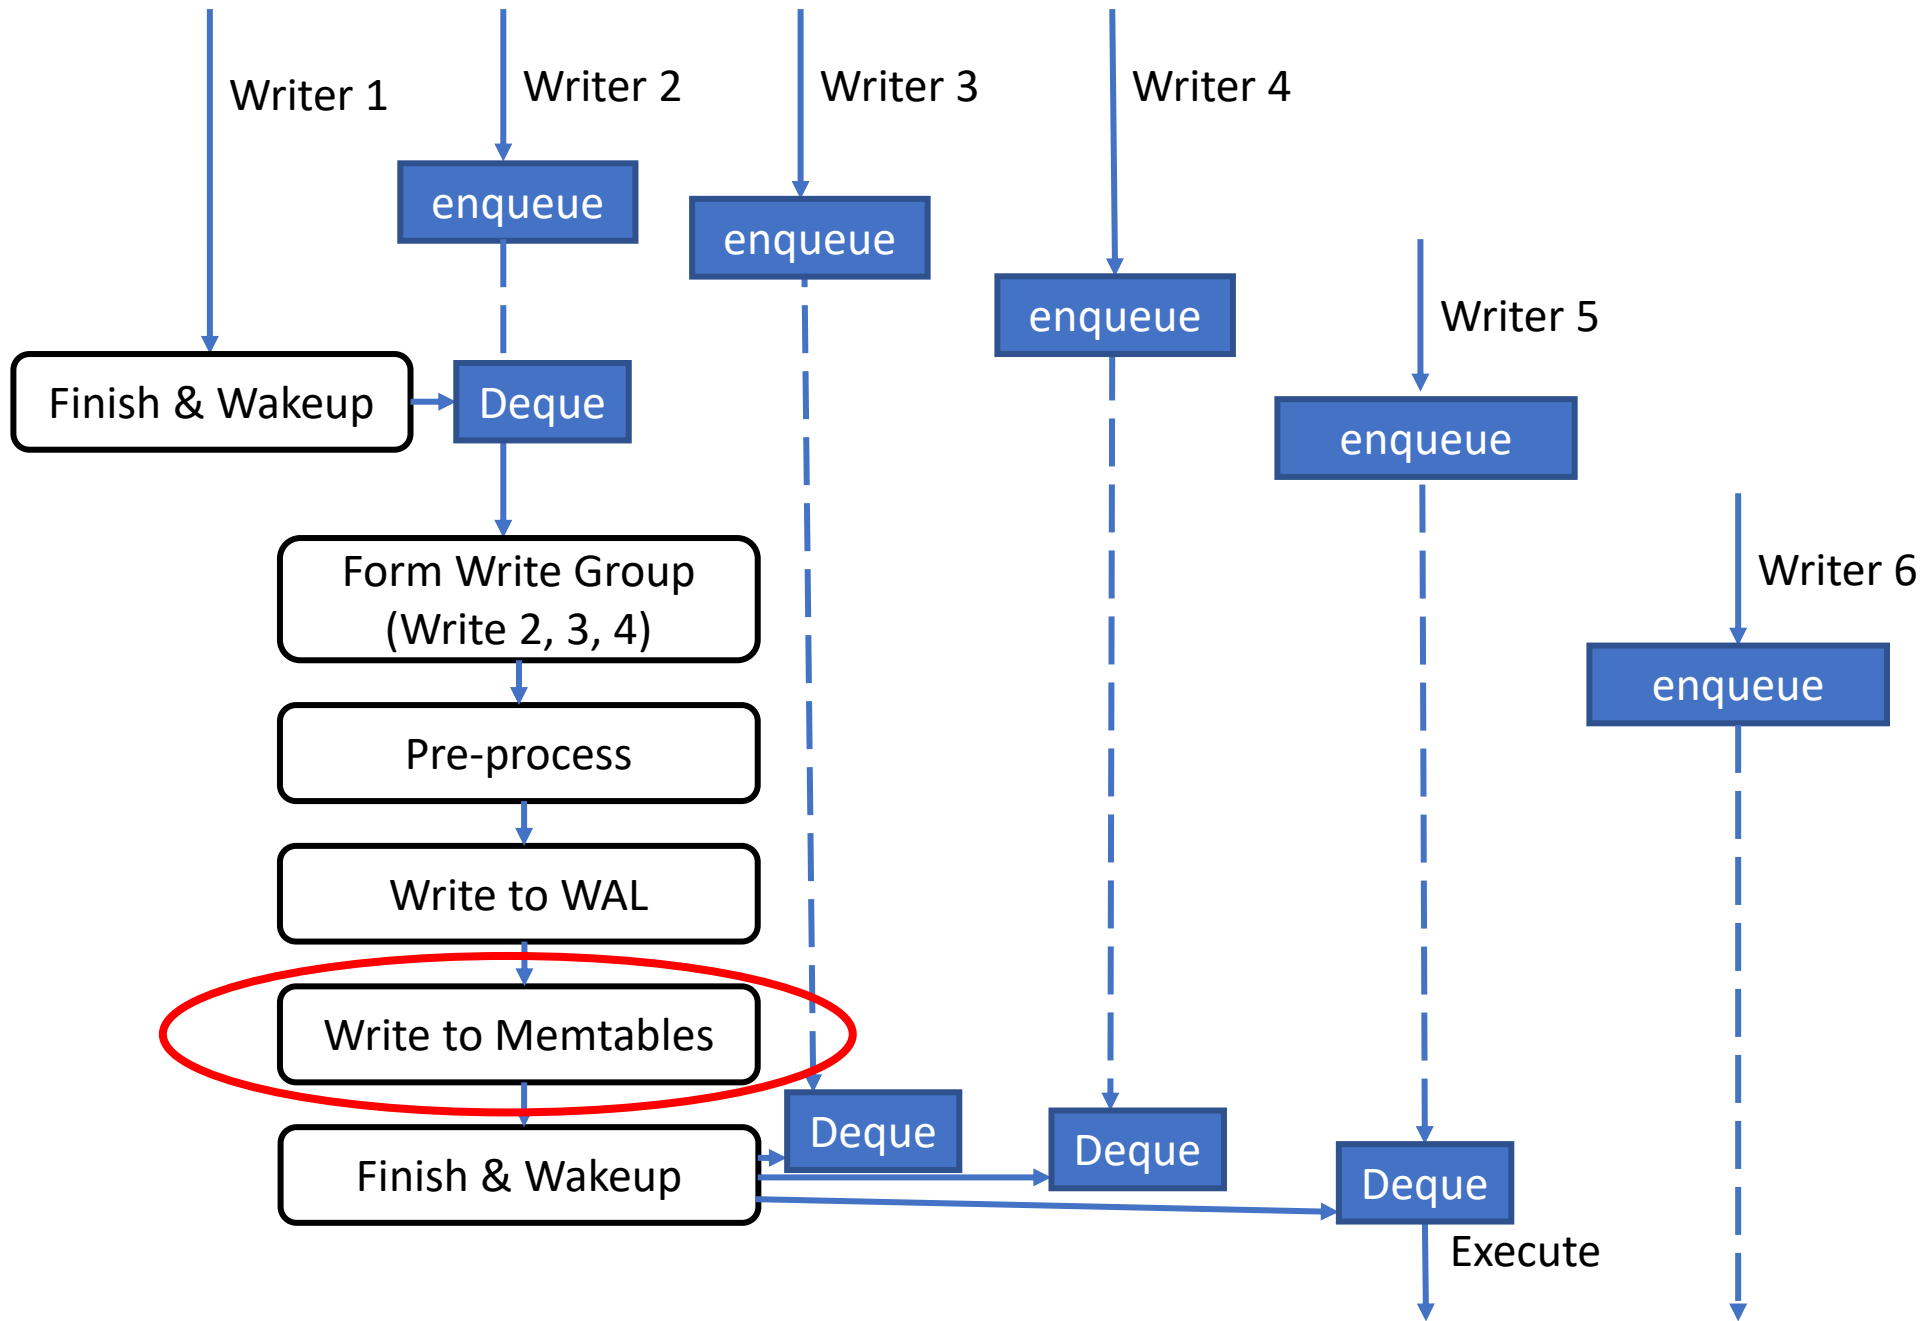 Writer 1
Writer 2
Writer 3
Writer 4
enqueue
enqueue
enqueue
Writer 5
Finish & Wakeup
Deque
enqueue
Form Write Group
(Write 2, 3, 4)
Writer 6
enqueue
Pre-process
Write to WAL
Write to Memtables
Deque
Deque
Finish & Wakeup
Deque
Execute